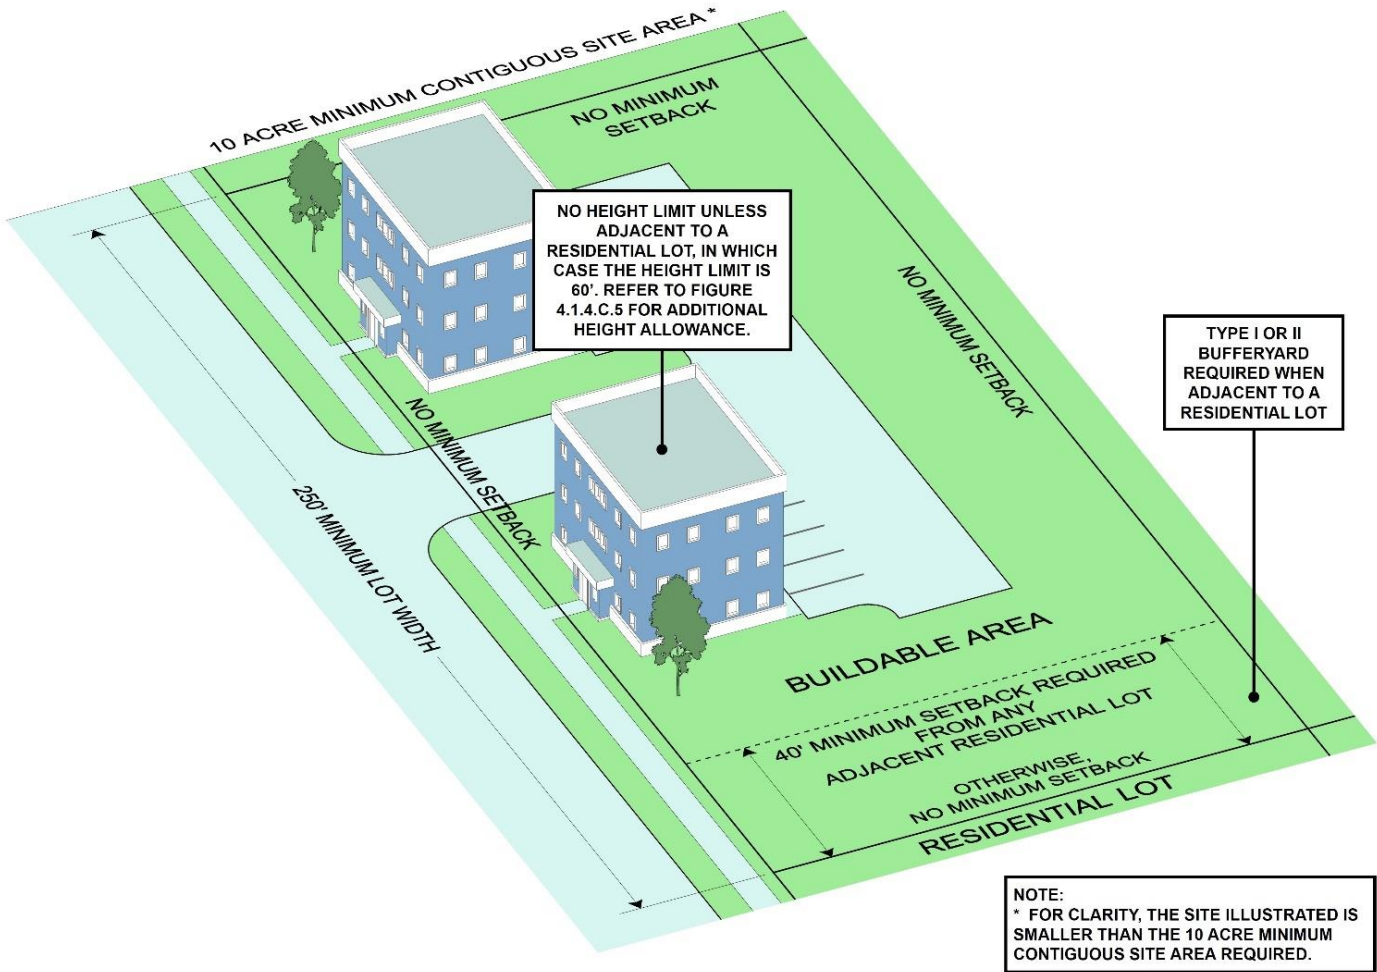 10 ACRE MINIMUM CONTIGUOUS SITE AREA *
NO MINIMUM
SETBACK
NO HEIGHT LIMIT UNLESS
ADJACENT TO A
RESIDENTIAL LOT, IN WHICH
CASE THE HEIGHT LIMIT IS
60'. REFER TO FIGURE
4.1.4.C.5 FOR ADDITIONAL
HEIGHT ALLOWANCE.
NO MINIMUM SETBACK
TYPE I OR II
BUFFERYARD
REQUIRED WHEN
ADJACENT TO A
RESIDENTIAL LOT
NO MINIMUM SETBACK
250' MINIMUM LOT WIDTH
BUILDABLE AREA
40' MINIMUM SETBACK REQUIRED
FROM ANY
ADJACENT RESIDENTIAL LOT
OTHERWISE,
NO MINIMUM SETBACK
RESIDENTIAL LOT
NOTE:
* FOR CLARITY, THE SITE ILLUSTRATED IS
SMALLER THAN THE 10 ACRE MINIMUM
CONTIGUOUS SITE AREA REQUIRED.